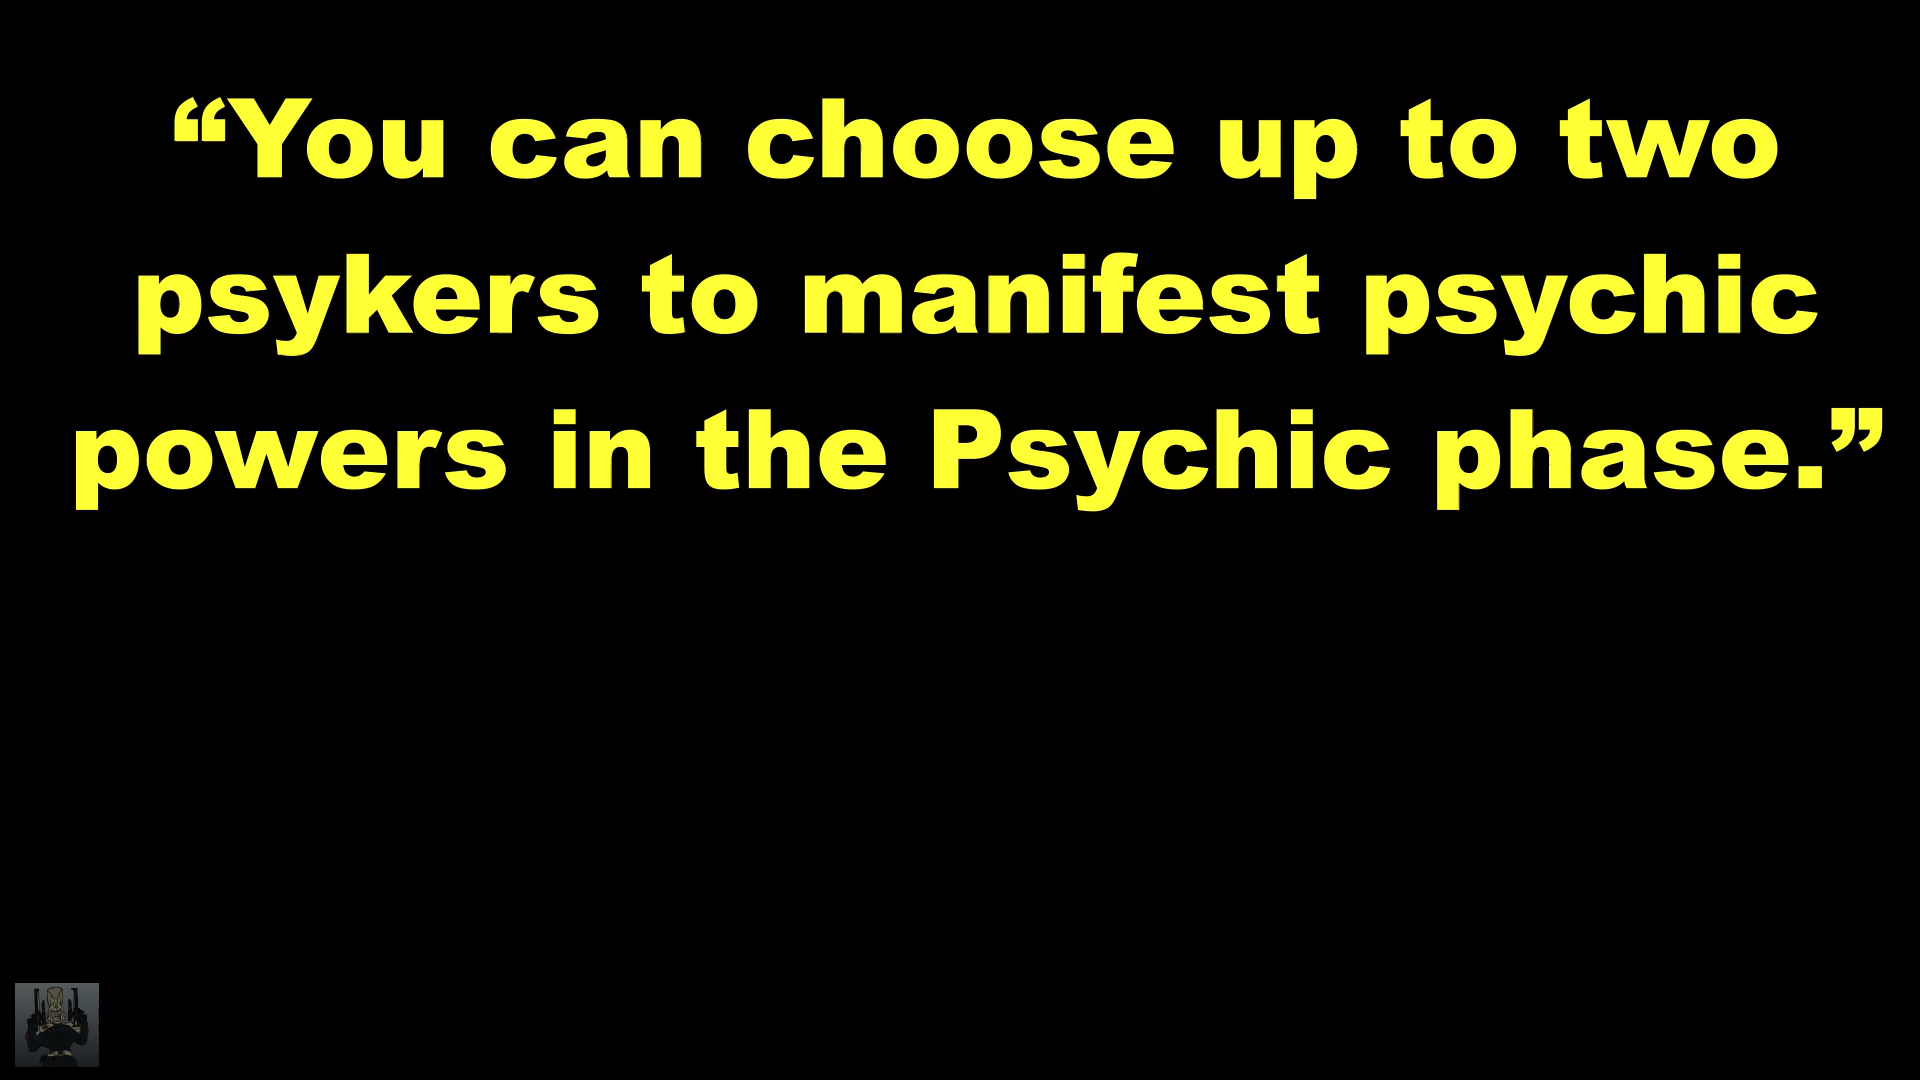 “You can choose up to two
psykers to manifest psychic
powers in the Psychic phase.”